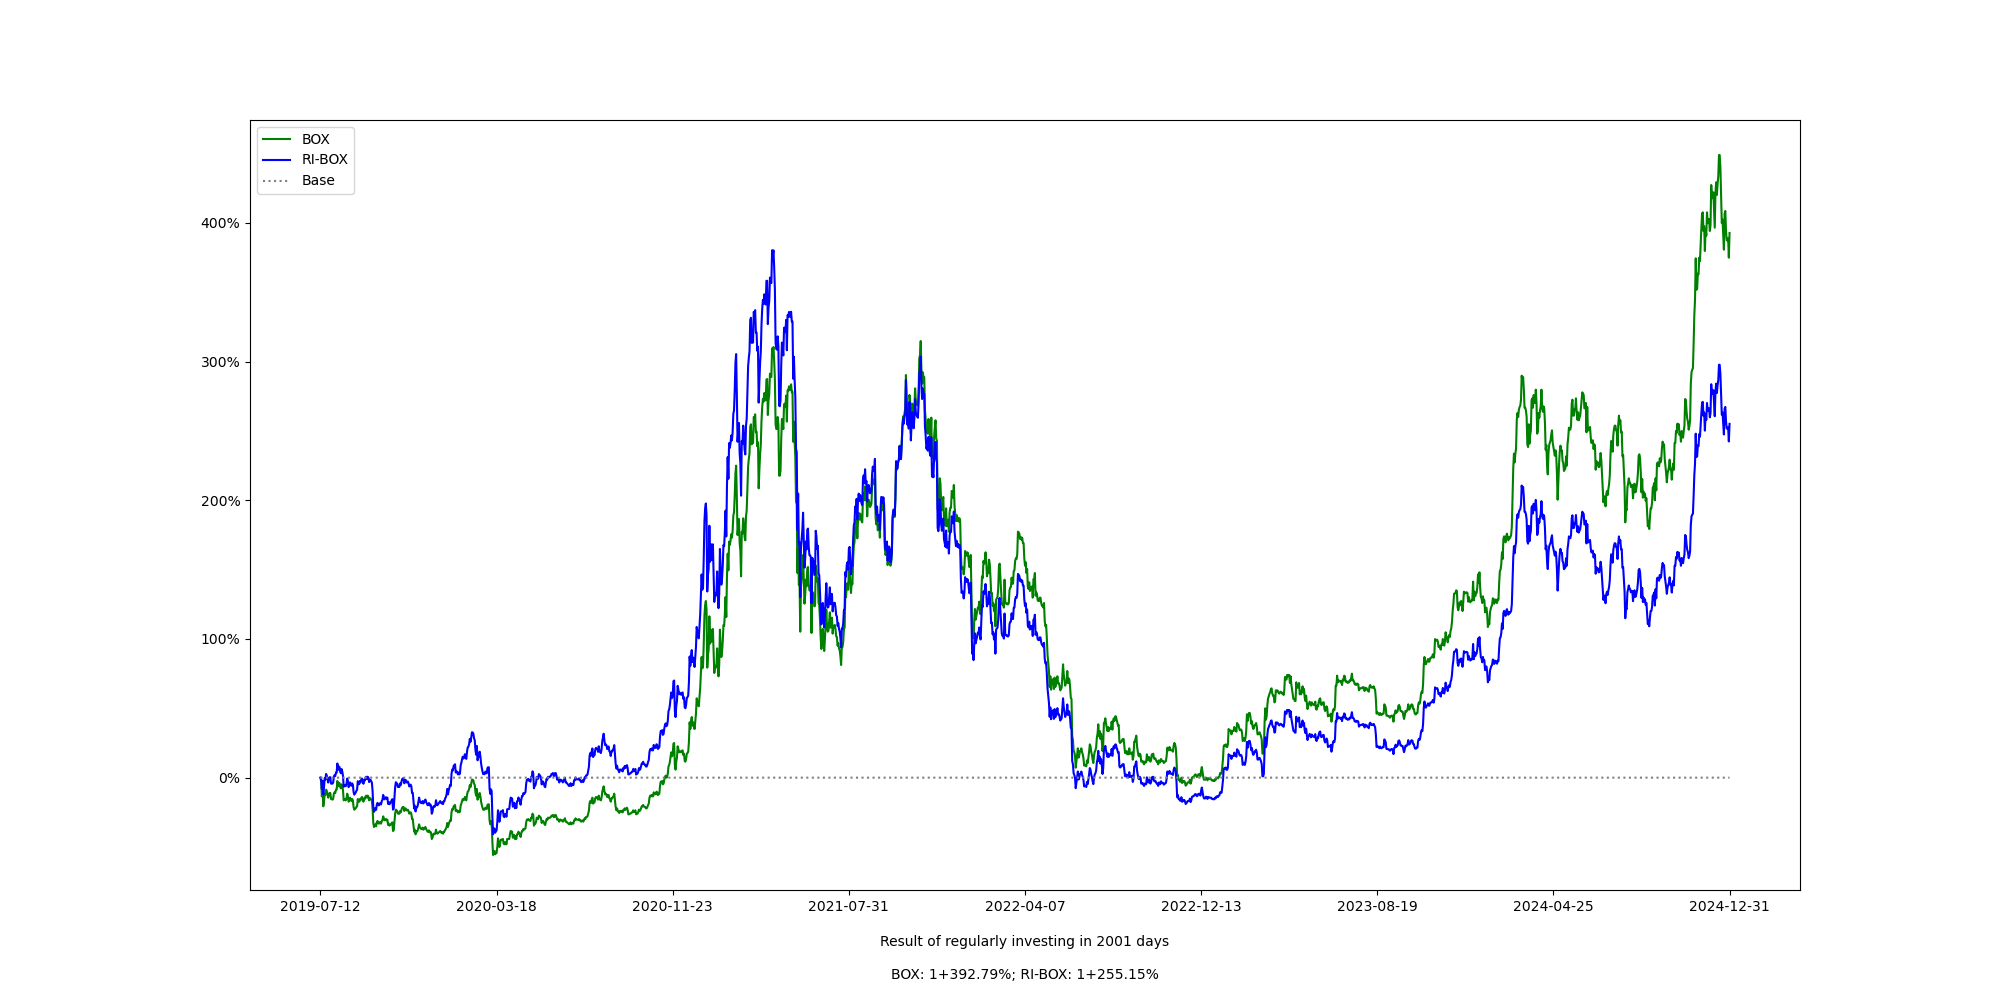 BOX
RI-BOX
Base
400%
300%
200%
100%
0%
2019-07-12 2020-03-18 2020-11-23 2021-07-31 2022-04-07 2022-12-13 2023-08-19 2024-04-25 2024-12-31
Result of regularly investing in 2001 days
BOX: 1+392.79%; RI-BOX: 1+255.15%